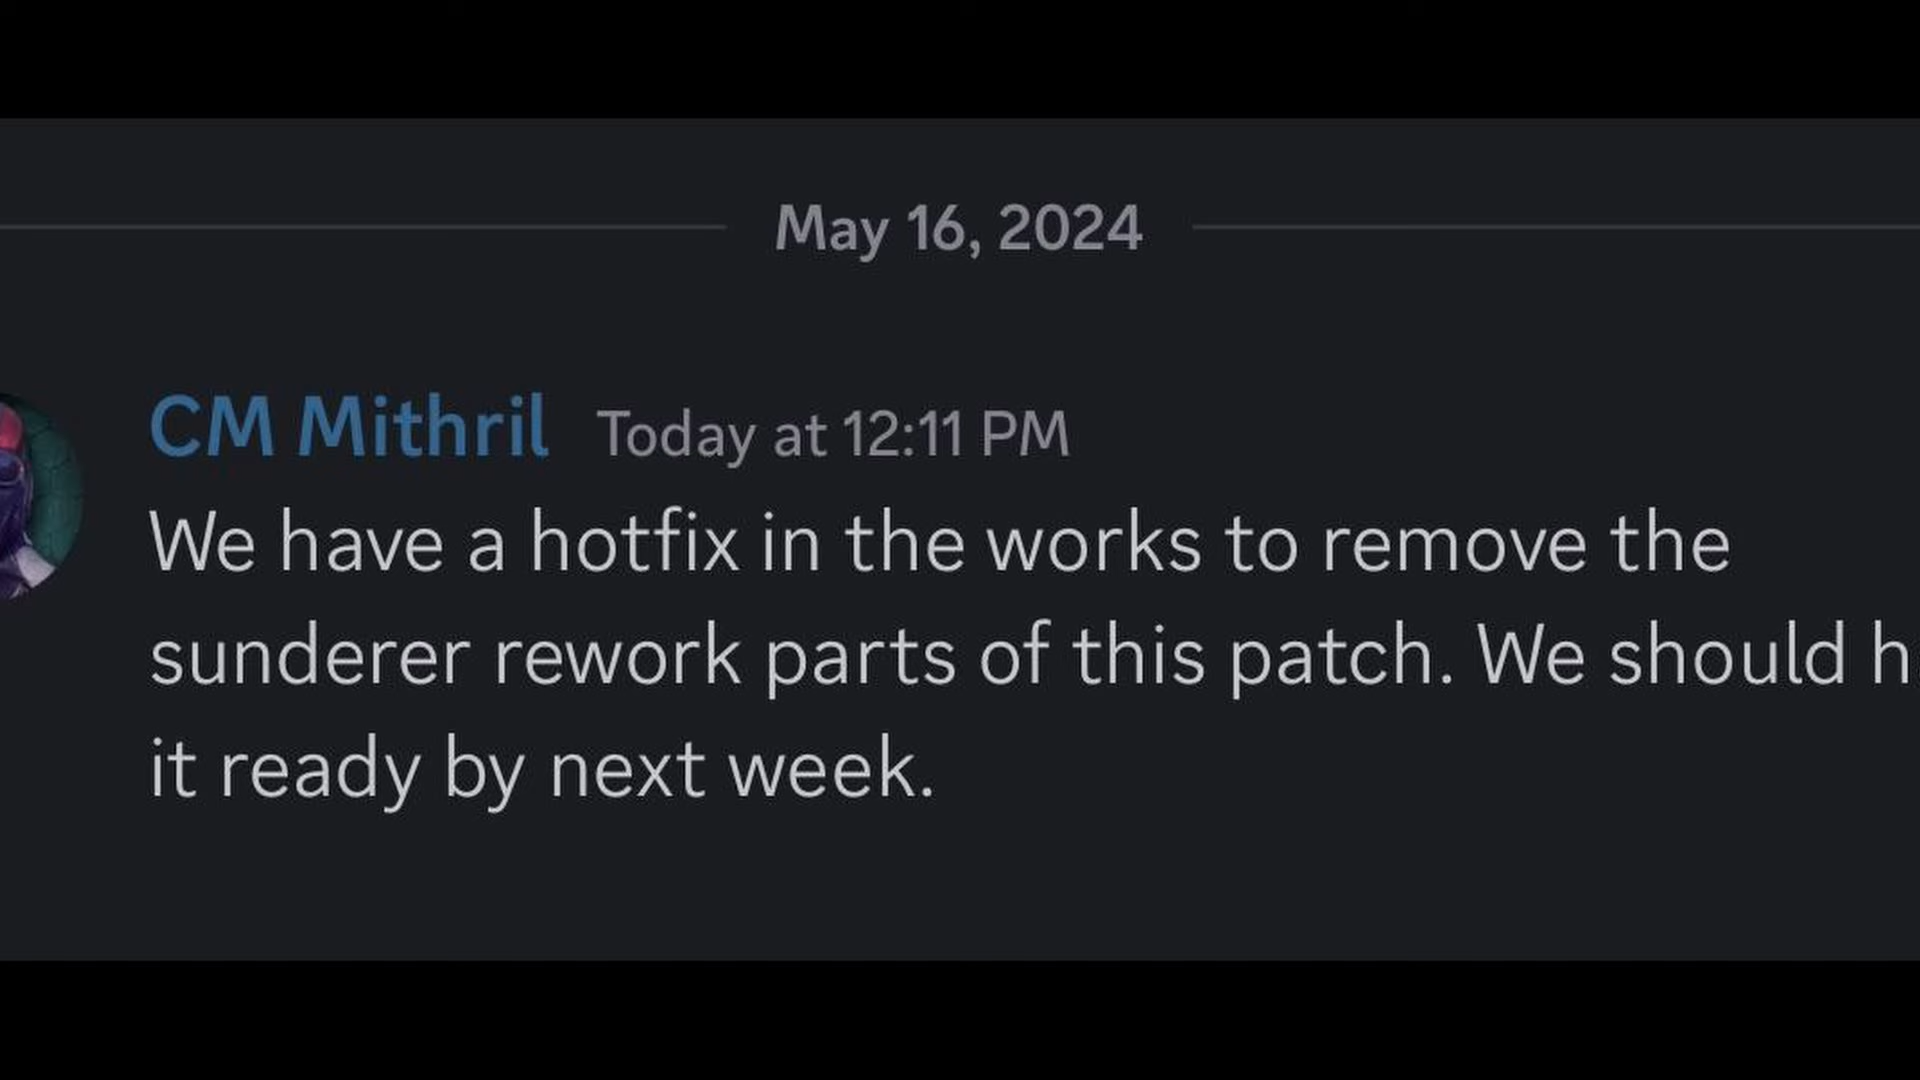 May 16, 2024
CM Mithril Today at 12:11 PM
We have a hotfix in the works to remove the
sunderer rework parts of this patch. We should
it ready by next week.